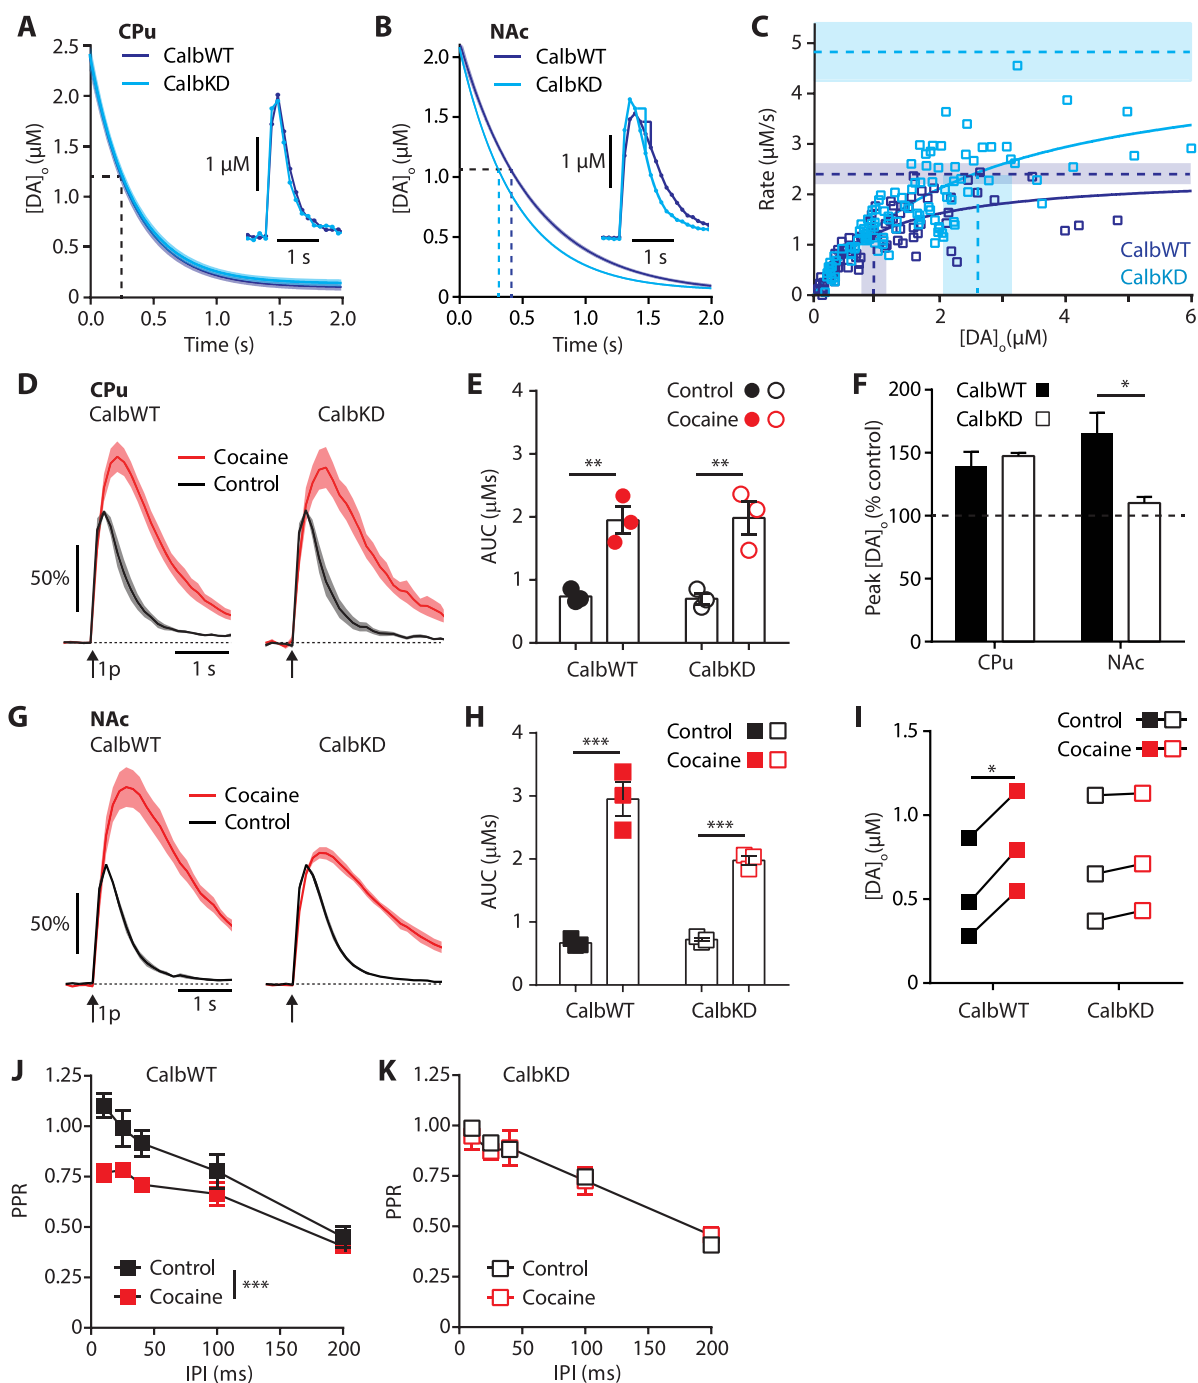 A
CPu
CalbWT
CalbKD
[DA]o (μM)
2.5
2.0
1.5
1.0
0.5
0
0.0
0.5
1.0
1.5
2.0
Time (s)
1 μM
1 s
B
NAc
CalbWT
CalbKD
[DA]o (μM)
2.0
1.5
1.0
0.5
0
0.0
0.5
1.0
1.5
2.0
Time (s)
1 μM
1 s
C
Rate (μM/s)
5
4
3
2
1
0
0
2
4
6
[DA]o(μM)
CalbWT
CalbKD
D
CPu
CalbWT
CalbKD
Cocaine
Control
50%
1p
1 s
E
AUC (μMs)
4
3
2
1
0
Control
Cocaine
**
**
CalbWT
CalbKD
F
Peak [DA]o (% control)
200
150
100
50
0
CalbWT
CalbKD
*
CPu
NAc
G
NAc
CalbWT
CalbKD
Cocaine
Control
50%
1p
1 s
H
AUC (μMs)
4
3
2
1
0
Control
Cocaine
***
***
CalbWT
CalbKD
I
[DA]o(μM)
1.5
1.0
0.5
0
Control
Cocaine
*
CalbWT
CalbKD
J
CalbWT
PPR
1.25
1.00
0.75
0.50
0.25
0
0
50
100
150
200
IPI (ms)
Control
Cocaine
***
K
CalbKD
PPR
1.25
1.00
0.75
0.50
0.25
0
0
50
100
150
200
IPI (ms)
Control
Cocaine